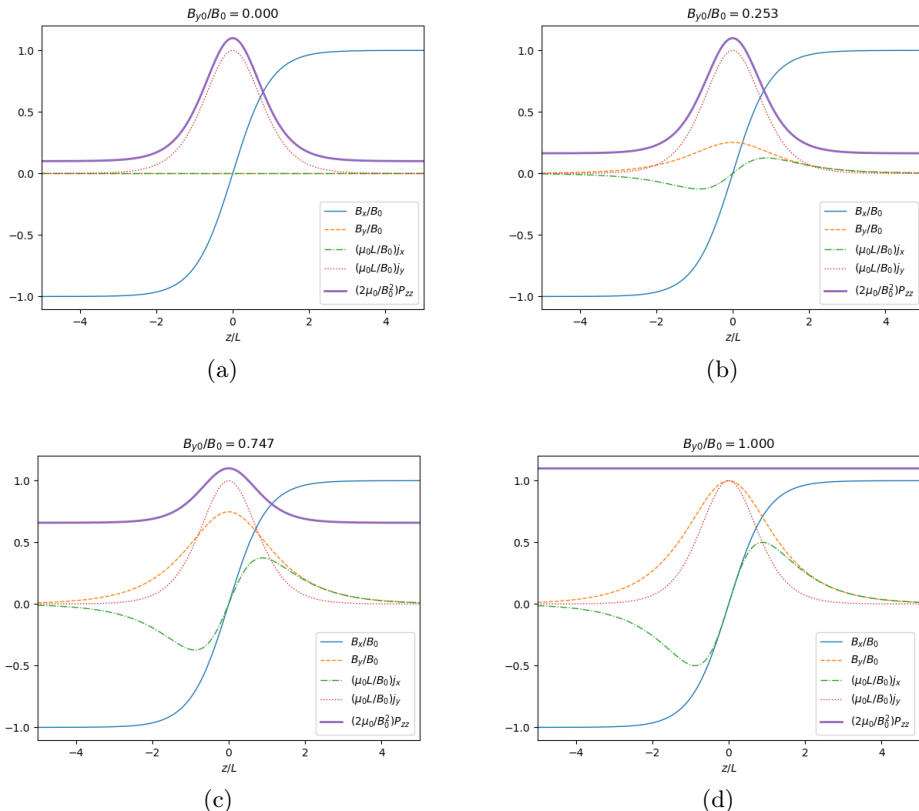 B_{y0}/B_0 = 0.000
1.0
0.5
0.0
−0.5
−1.0
B_x/B_0
B_y/B_0
(μ_0L/B_0)j_x
(μ_0L/B_0)j_y
(2μ_0/B_0^2)P_{zz}
−4 −2 0 2 4
z/L
(a)
B_{y0}/B_0 = 0.253
1.0
0.5
0.0
−0.5
−1.0
B_x/B_0
B_y/B_0
(μ_0L/B_0)j_x
(μ_0L/B_0)j_y
(2μ_0/B_0^2)P_{zz}
−4 −2 0 2 4
z/L
(b)
B_{y0}/B_0 = 0.747
1.0
0.5
0.0
−0.5
−1.0
B_x/B_0
B_y/B_0
(μ_0L/B_0)j_x
(μ_0L/B_0)j_y
(2μ_0/B_0^2)P_{zz}
−4 −2 0 2 4
z/L
(c)
B_{y0}/B_0 = 1.000
1.0
0.5
0.0
−0.5
−1.0
B_x/B_0
B_y/B_0
(μ_0L/B_0)j_x
(μ_0L/B_0)j_y
(2μ_0/B_0^2)P_{zz}
−4 −2 0 2 4
z/L
(d)